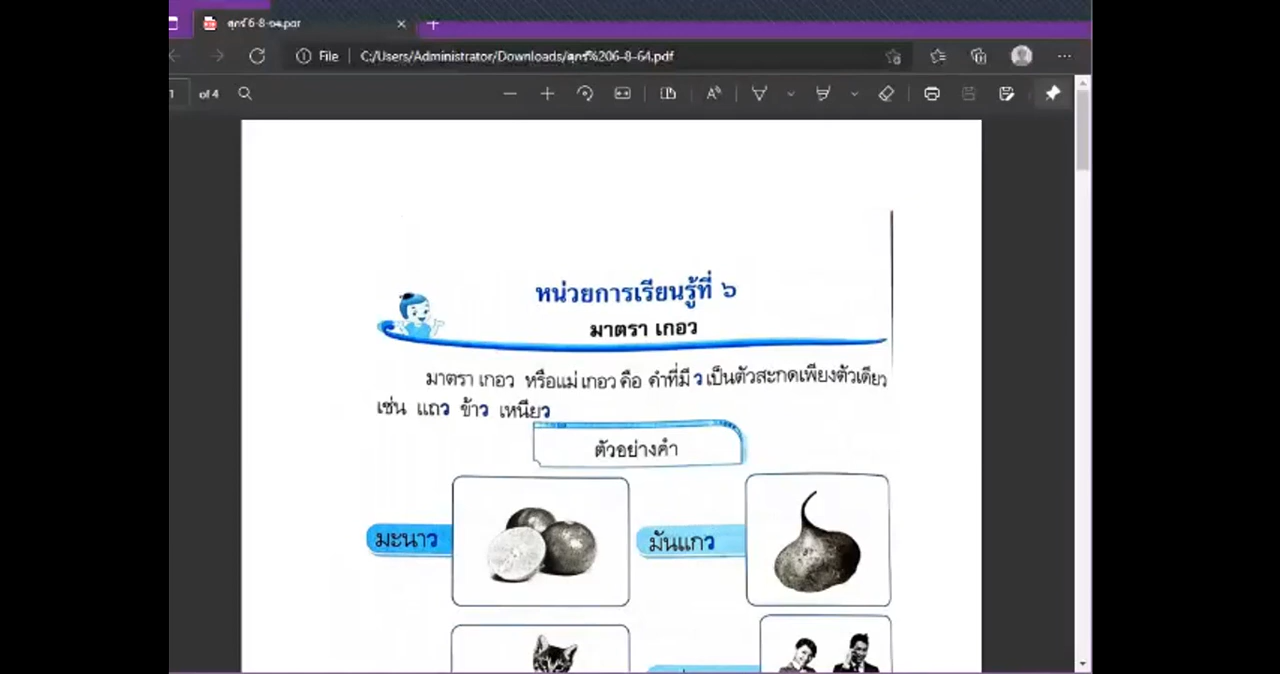 File
C:/Users/Administrator/Downloads/ศุกร์%206-8-64.pdf
1 of 4
หน่วยการเรียนรู้ที่ ๖
มาตรา เกอว
มาตรา เกอว หรือแม่ เกอว คือ คำที่มี ว เป็นตัวสะกดเพียงตัวเดียว
เช่น แถว ข้าว เหนียว
ตัวอย่างคำ
มะนาว
มันแกว